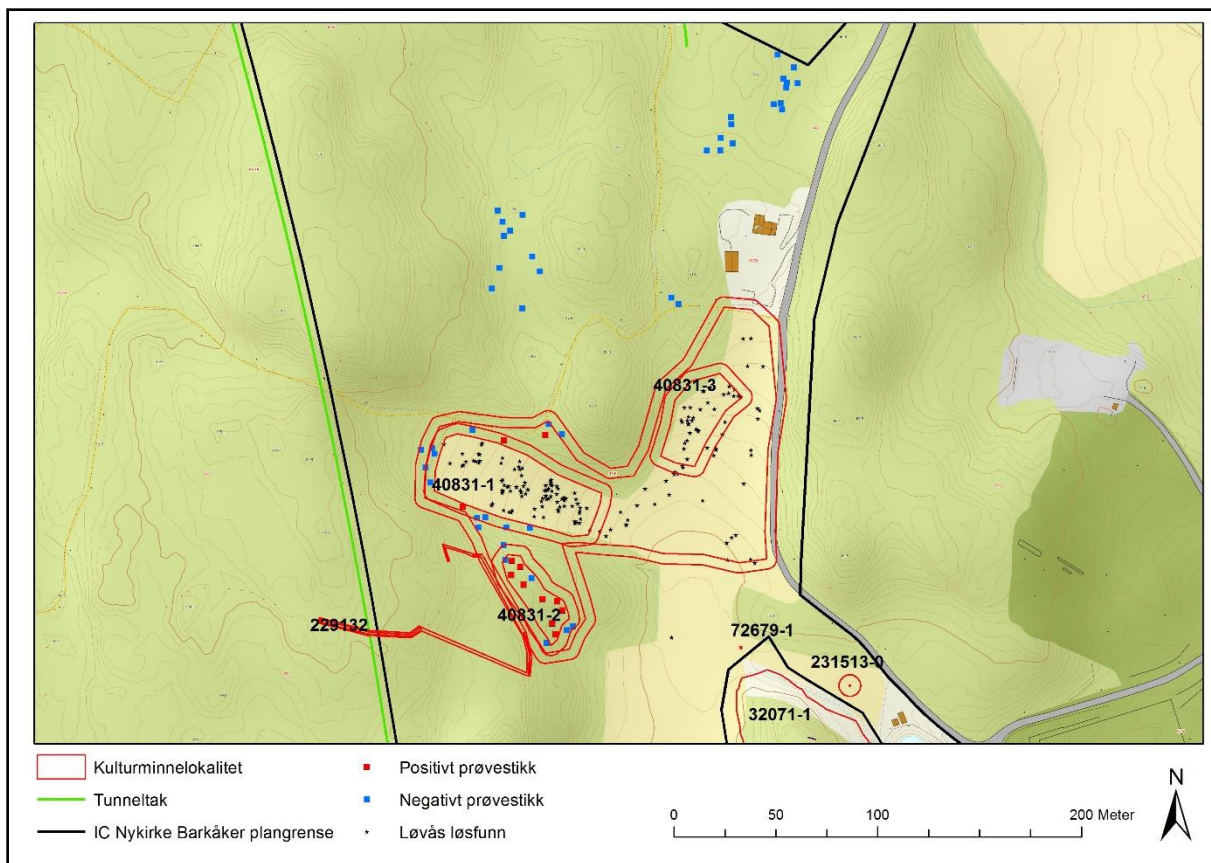 40831-3
40831-1
40831-2
229132
72679-1
231513-0
32071-1
Kulturminnelokalitet
Tunneltak
IC Nykirke Barkåker plangrense
Positivt prøvestikk
Negativt prøvestikk
Løvås løsfunn
0 50 100 200 Meter
N